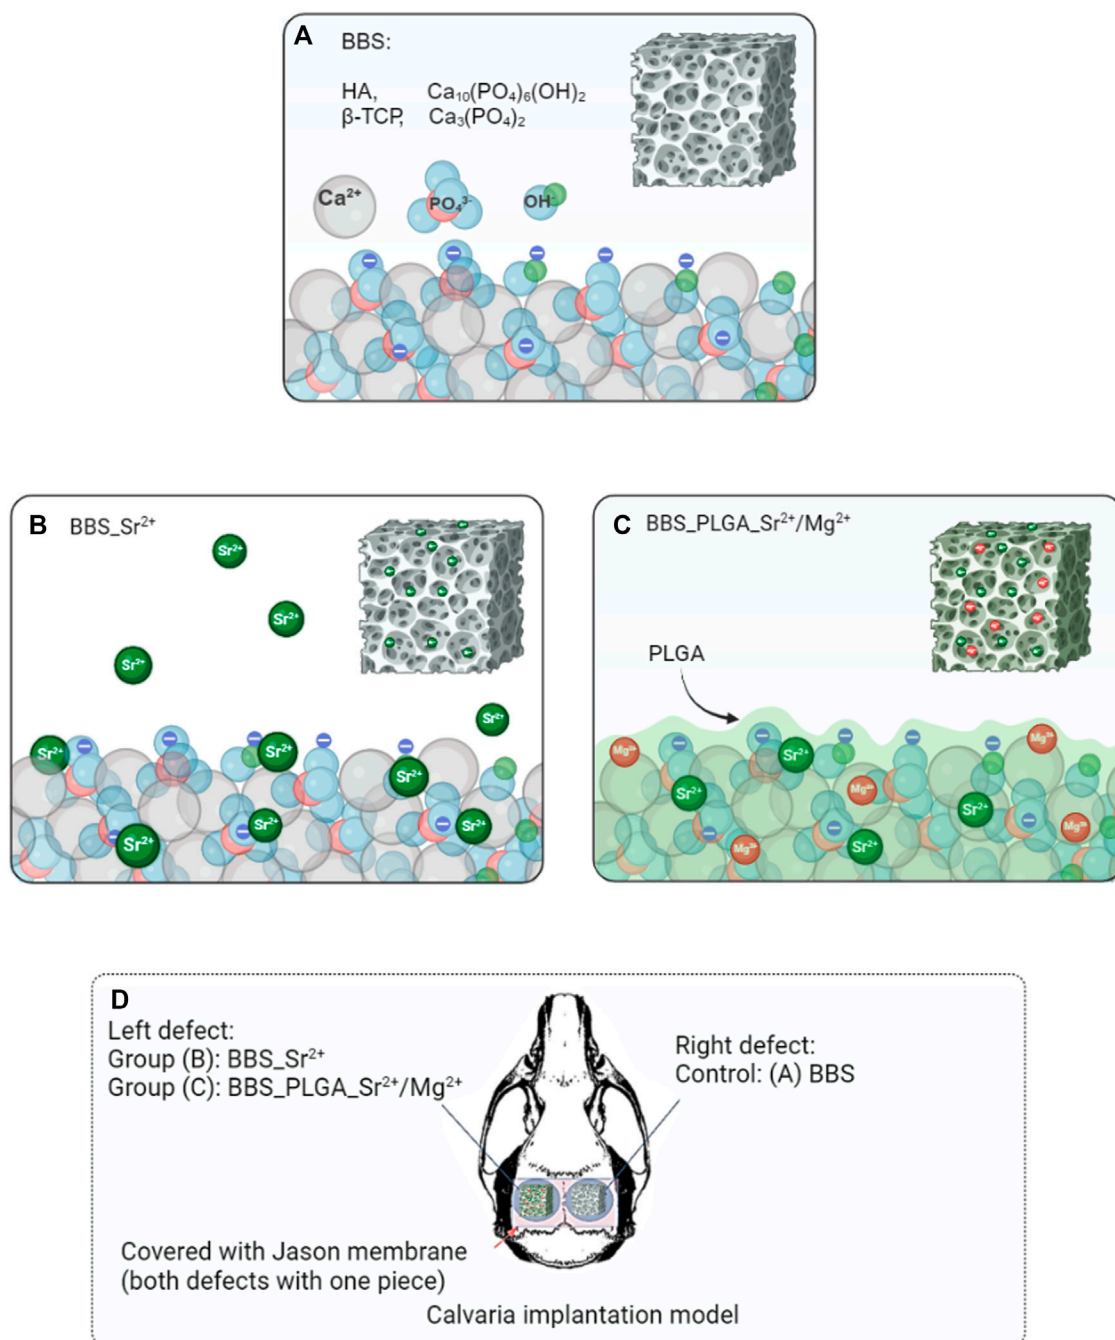 A
BBS:
HA, Ca₁₀(PO₄)₆(OH)₂
β-TCP, Ca₃(PO₄)₂
Ca²⁺
PO₄³⁻
OH⁻
B
BBS_Sr²⁺
Sr²⁺
Sr²⁺
Sr²⁺
Sr²⁺
Sr²⁺
Sr²⁺
Sr²⁺
Sr²⁺
Sr²⁺
Sr²⁺
C
BBS_PLGA_Sr²⁺/Mg²⁺
PLGA
Mg²⁺
Sr²⁺
Mg²⁺
Sr²⁺
Mg²⁺
Sr²⁺
Mg²⁺
Mg²⁺
Sr²⁺
D
Left defect:
Group (B): BBS_Sr²⁺
Group (C): BBS_PLGA_Sr²⁺/Mg²⁺
Right defect:
Control: (A) BBS
Covered with Jason membrane
(both defects with one piece)
Calvaria implantation model